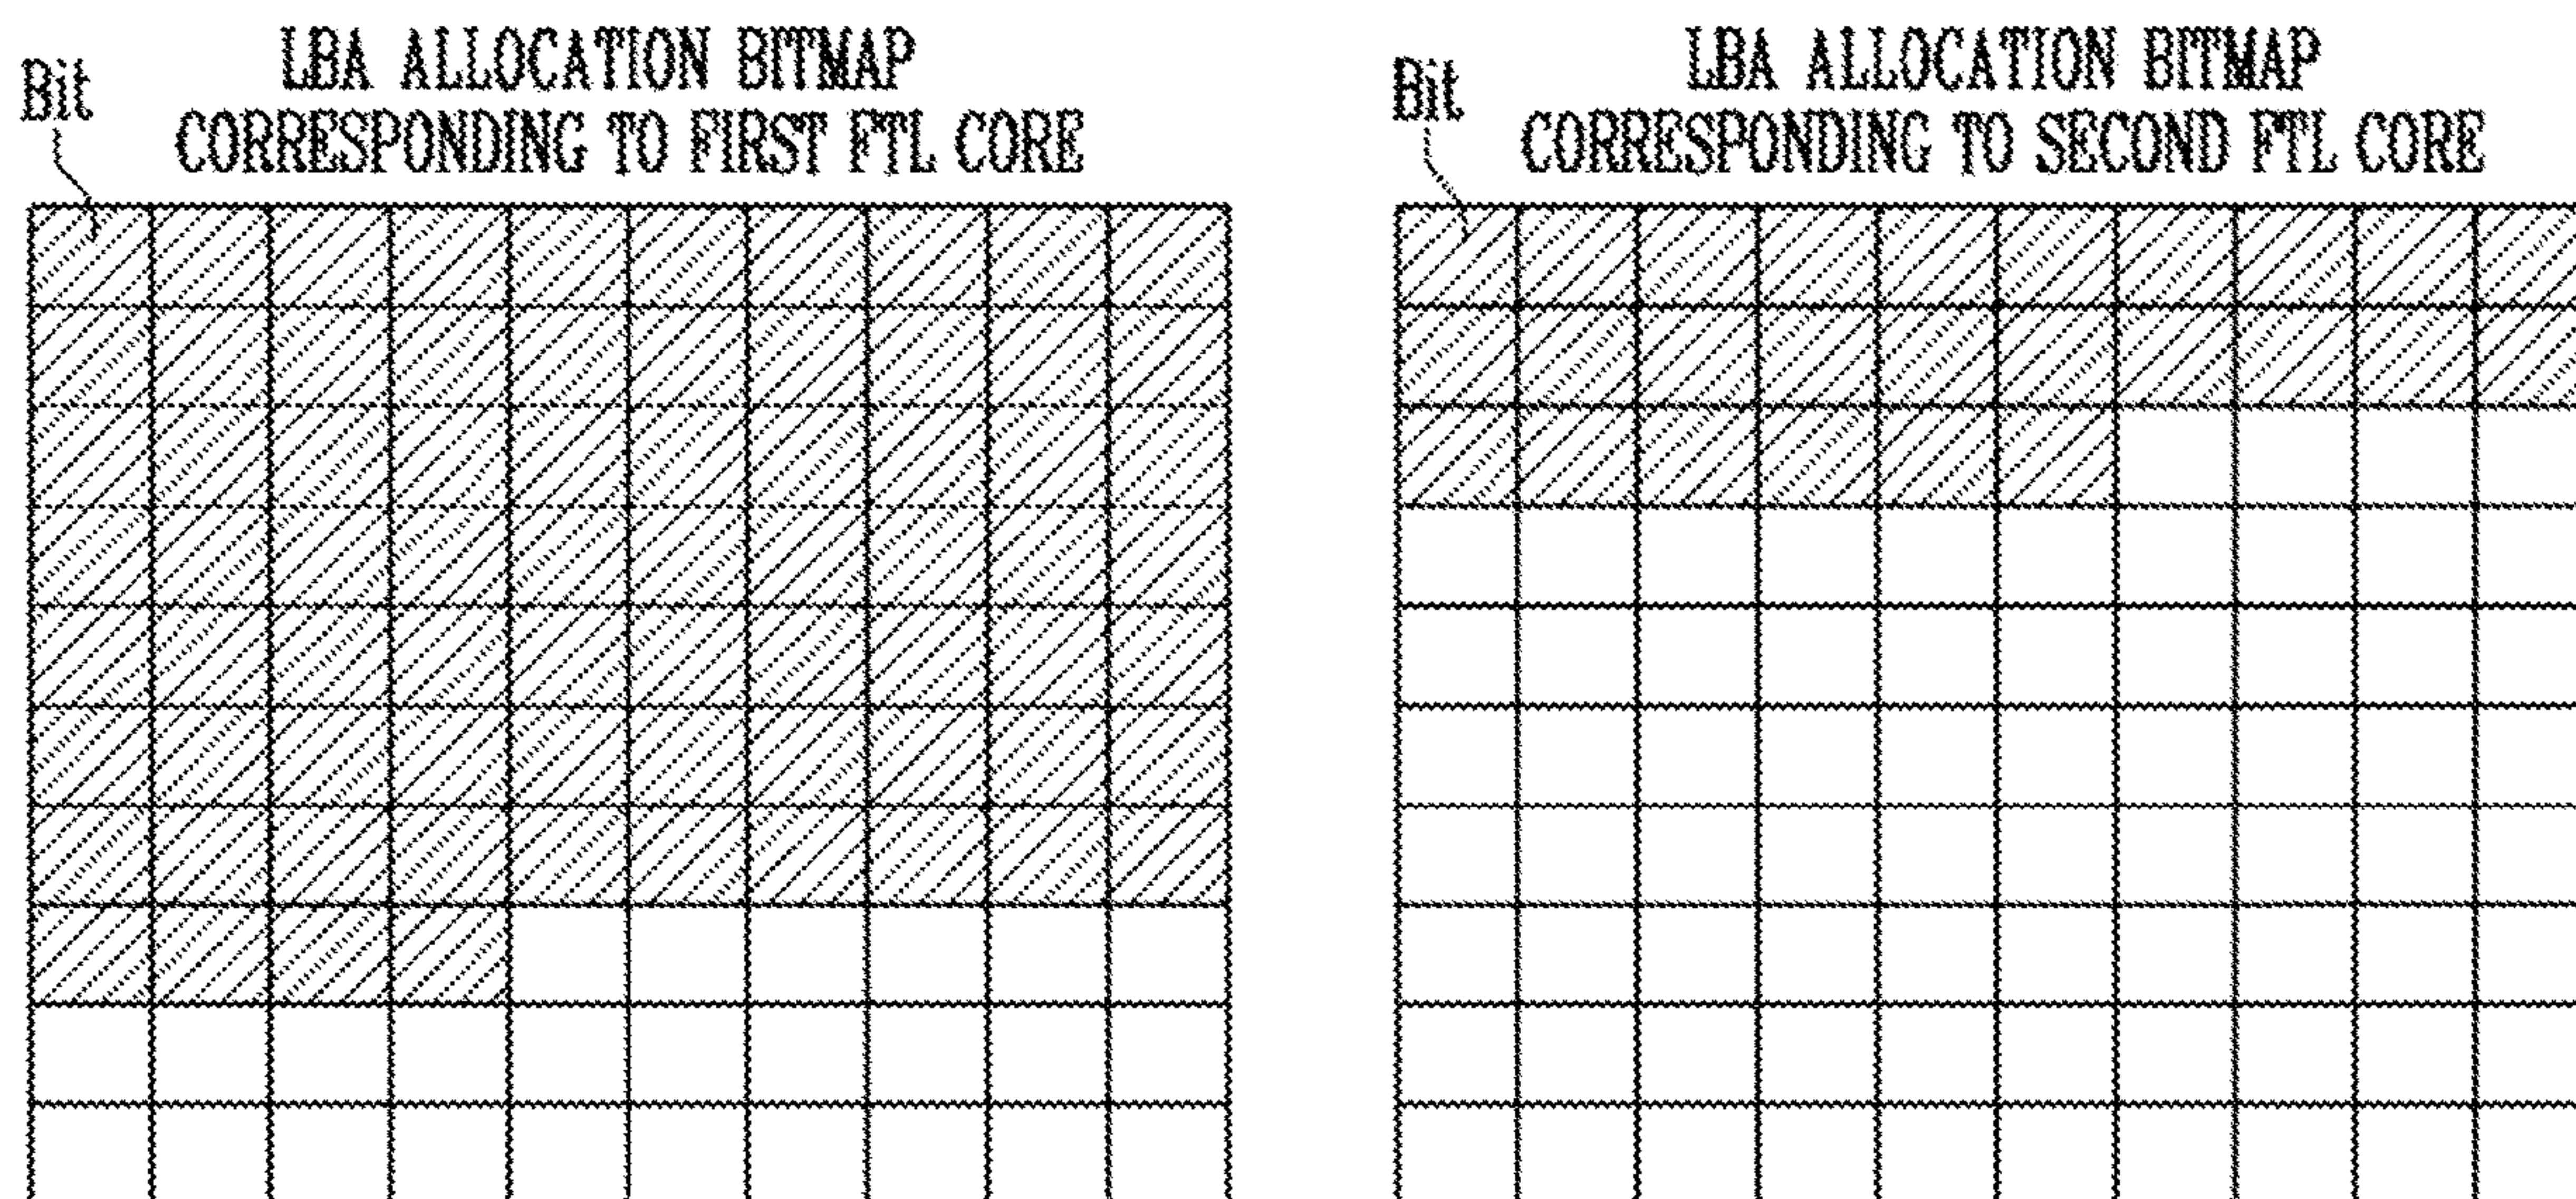 Bit
LBA ALLOCATION BITMAP
CORRESPONDING TO FIRST FTL CORE
Bit
LBA ALLOCATION BITMAP
CORRESPONDING TO SECOND FTL CORE